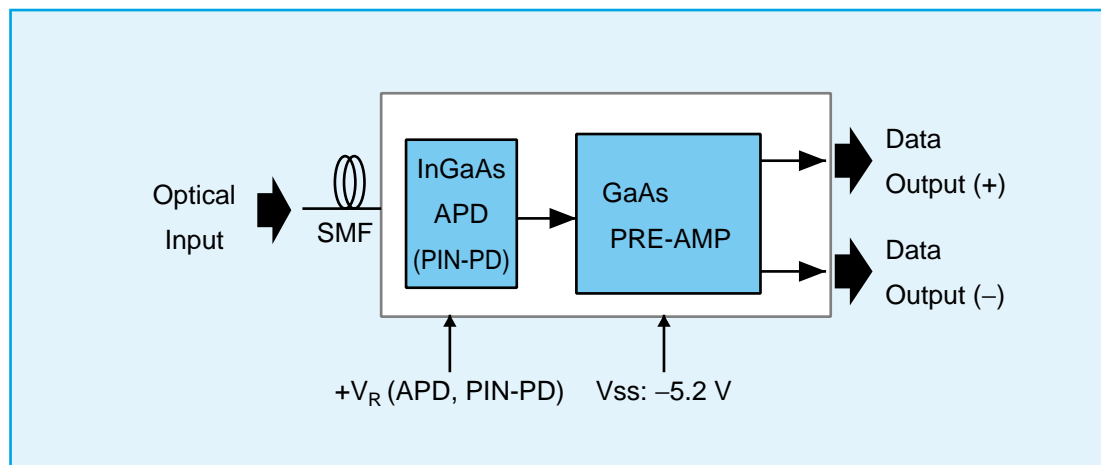 Optical
Input
SMF
InGaAs
APD
(PIN-PD)
GaAs
PRE-AMP
Data
Output (+)
Data
Output (−)
+VR (APD, PIN-PD)
Vss: −5.2 V